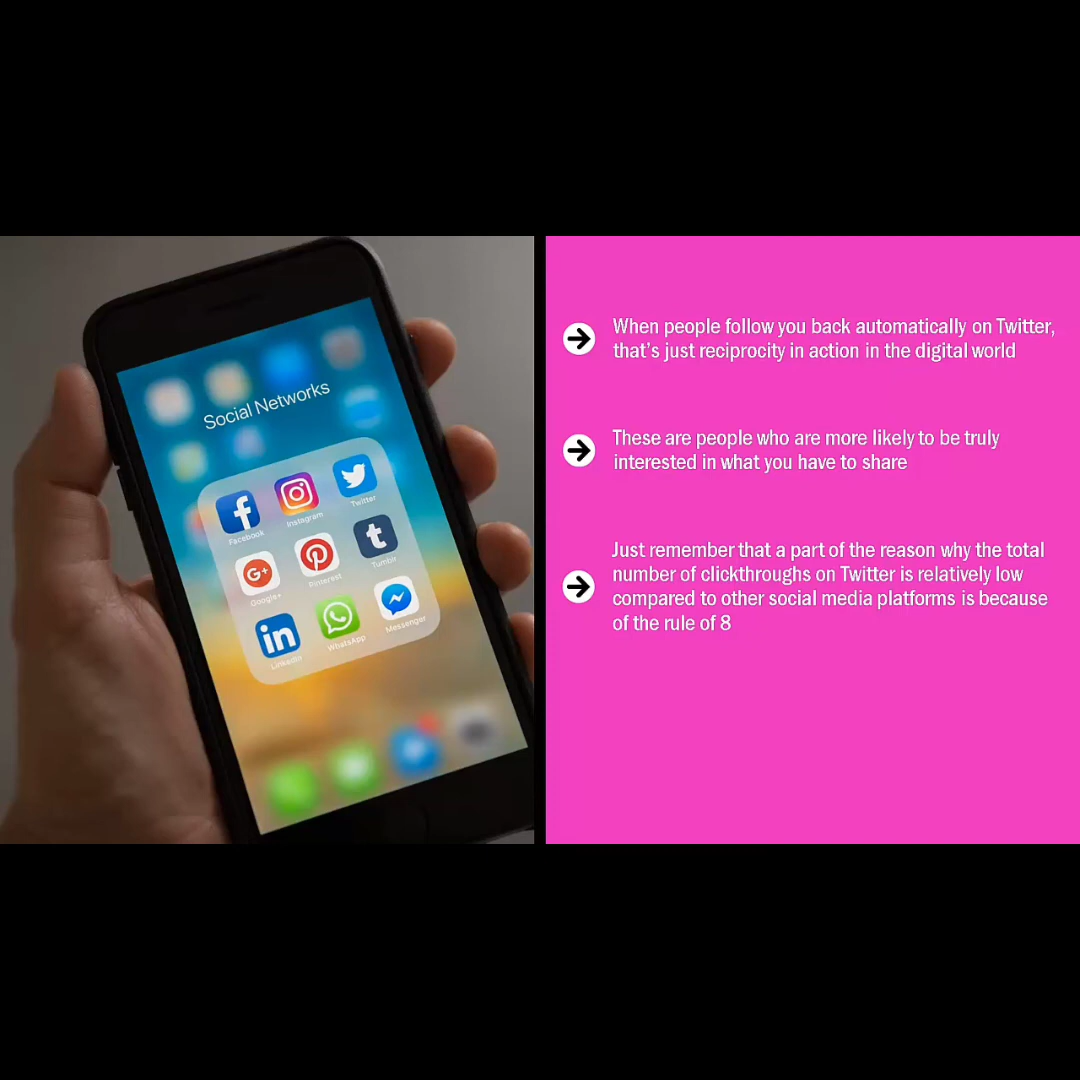 Social Networks
Facebook
Instagram
Twitter
G+
Google+
Pinterest
Tumblr
in
LinkedIn
WhatsApp
Messenger
When people follow you back automatically on Twitter,
that's just reciprocity in action in the digital world
These are people who are more likely to be truly
interested in what you have to share
Just remember that a part of the reason why the total
number of clickthroughs on Twitter is relatively low
compared to other social media platforms is because
of the rule of 8